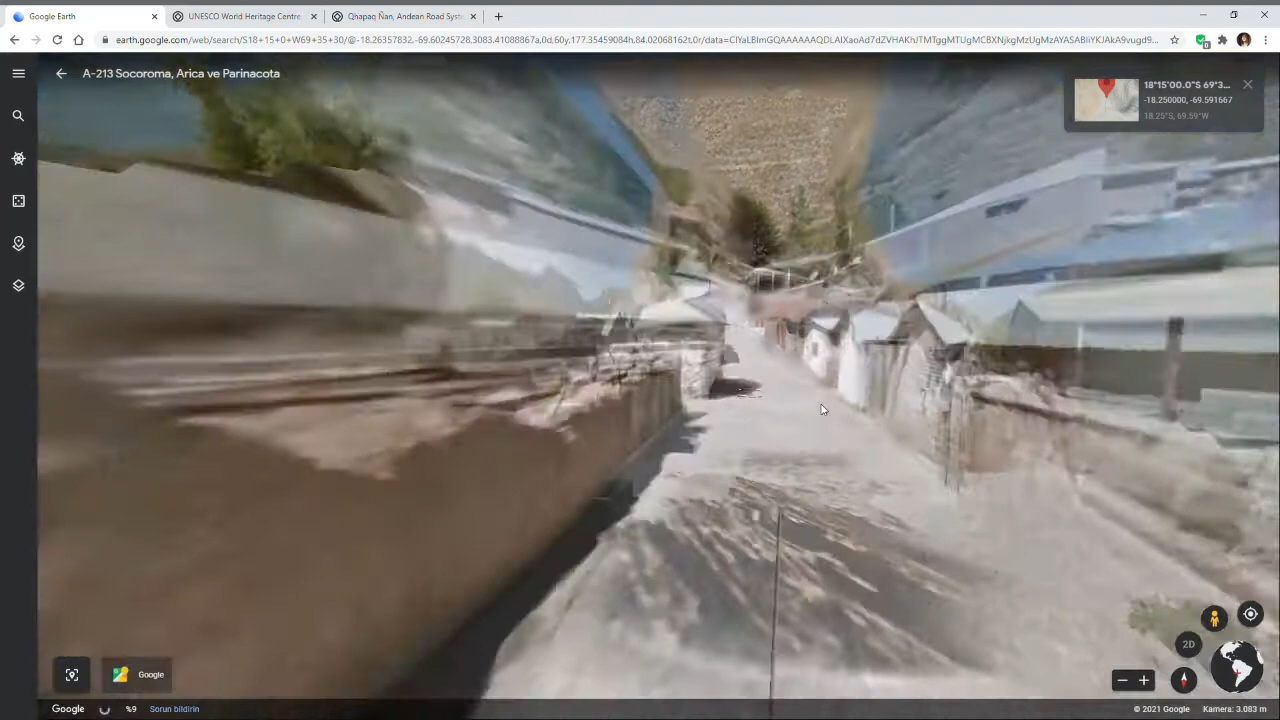 Google Earth
UNESCO World Heritage Centre
Qhapaq Ñan, Andean Road Syst
earth.google.com/web/search/S18+15+0+W69+35+30/@-18.26357832,-69.60245728,3083.41088867a,0d,60y,177.35459084h,84.02068162t,0r/data=
A-213 Socoroma, Arica ve Parinacota
18°15'00.0"S 69°3...
-18.250000, -69.591667
18.25°S, 69.59°W
2D
Google
Google %9 Sorun bildirin
© 2021 Google Kamera: 3.083 m